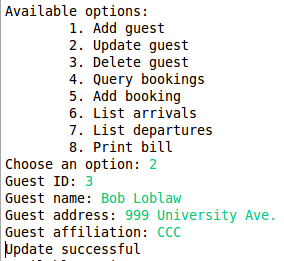 Available options:
1. Add guest
2. Update guest
3. Delete guest
4. Query bookings
5. Add booking
6. List arrivals
7. List departures
8. Print bill
Choose an option: 2
Guest ID: 3
Guest name: Bob Loblaw
Guest address: 999 University Ave.
Guest affiliation: CCC
Update successful